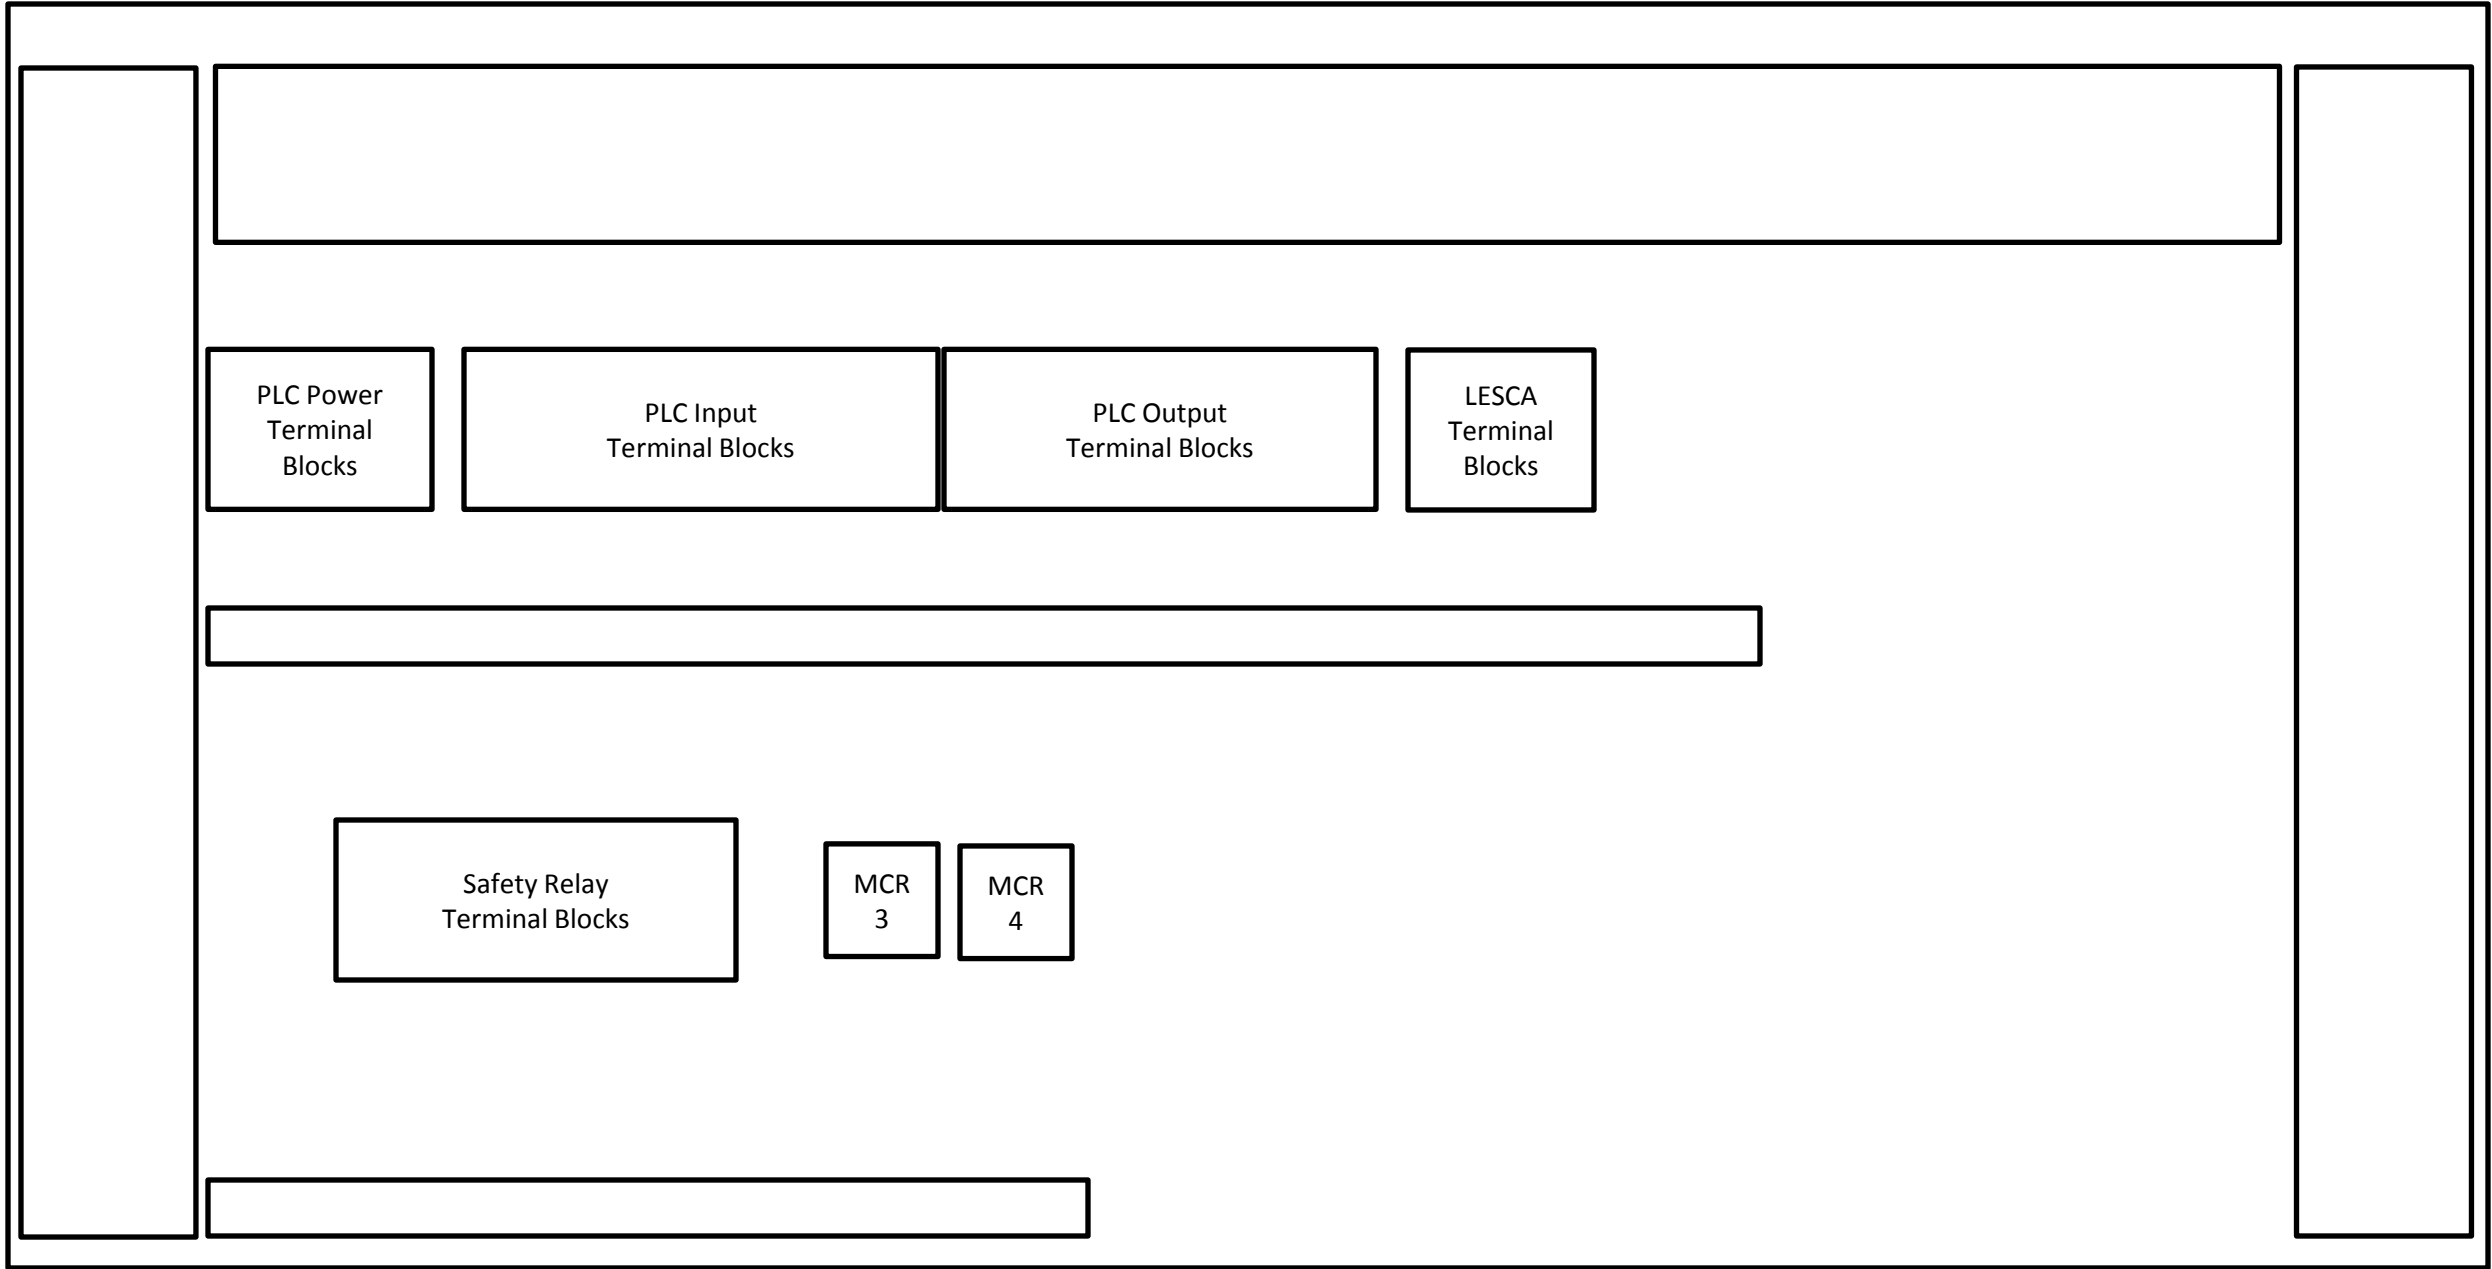 PLC Power
Terminal
Blocks
PLC Input
Terminal Blocks
PLC Output
Terminal Blocks
LESCA
Terminal
Blocks
Safety Relay
Terminal Blocks
MCR
3
MCR
4